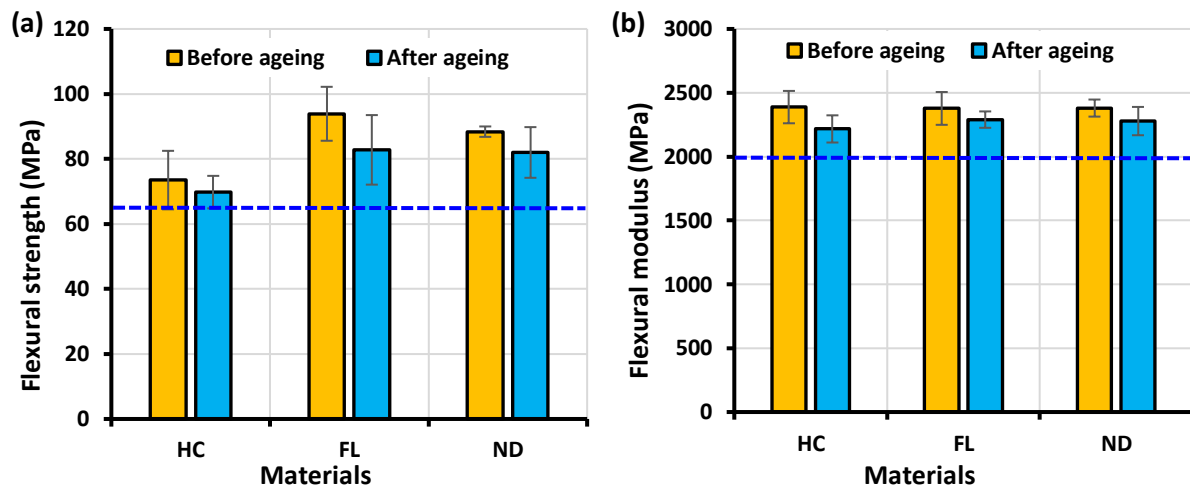 (a)
Flexural strength (MPa)
120
100
80
60
40
20
0
Before ageing
After ageing
HC
FL
ND
Materials
(b)
Flexural modulus (MPa)
3000
2500
2000
1500
1000
500
0
Before ageing
After ageing
HC
FL
ND
Materials